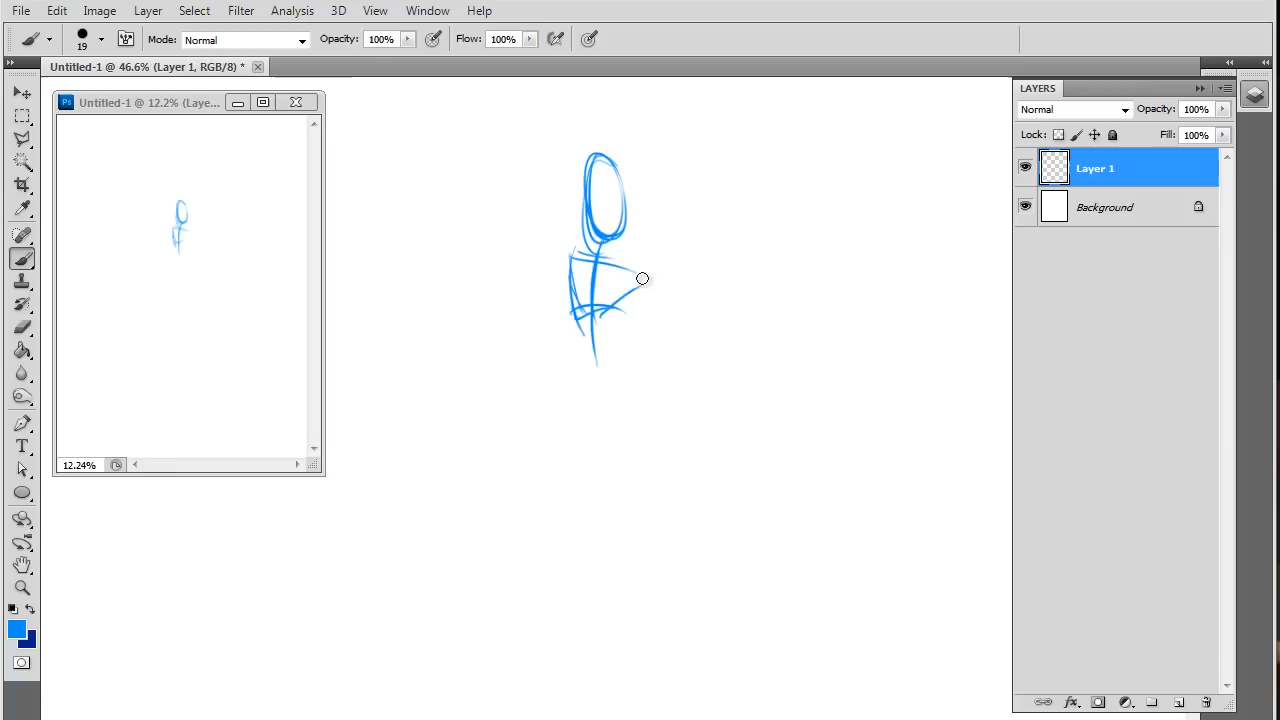 File Edit Image Layer Select Filter Analysis 3D View Window Help
19 Mode: Normal Opacity: 100% Flow: 100%
Untitled-1 @ 46.6% (Layer 1, RGB/8) *
Ps Untitled-1 @ 12.2% (Laye...
12.24%
LAYERS
Normal Opacity: 100%
Lock: Fill: 100%
Layer 1
Background
T
fx